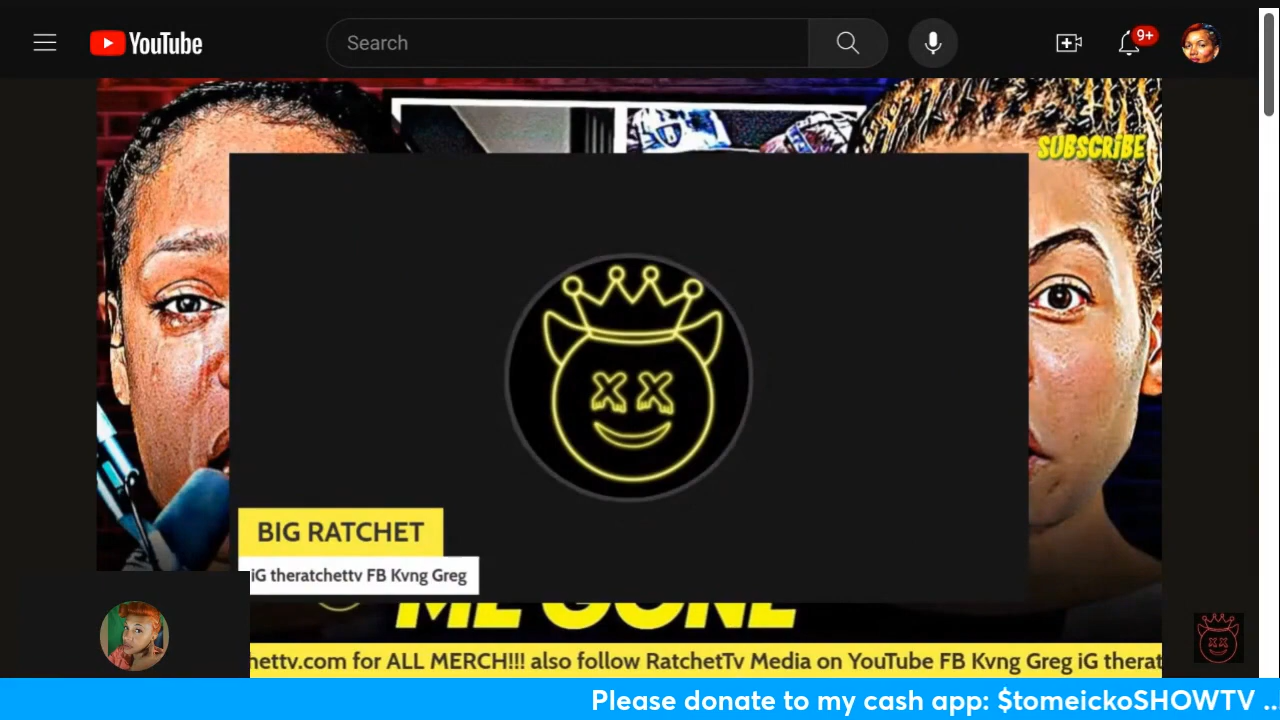 YouTube
Search
9+
SUBSCRiBE
BIG RATCHET
iG theratchettv FB Kvng Greg
ME GONE
hettv.com for ALL MERCH!!! also follow RatchetTv Media on YouTube FB Kvng Greg iG therat
Please donate to my cash app: $tomeickoSHOWTV ..